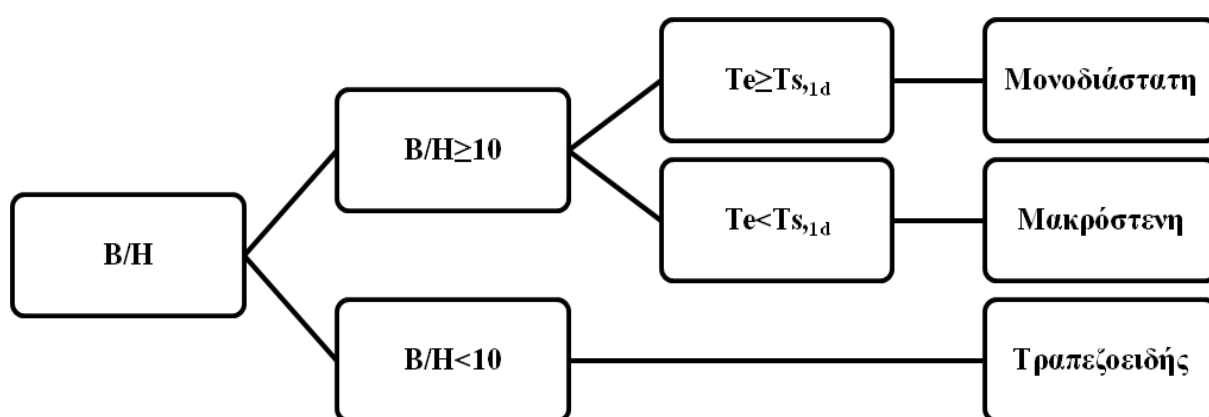 B/H
B/H≥10
Te≥Ts,1d
Μονοδιάστατη
Te<Ts,1d
Μακρόστενη
B/H<10
Τραπεζοειδής